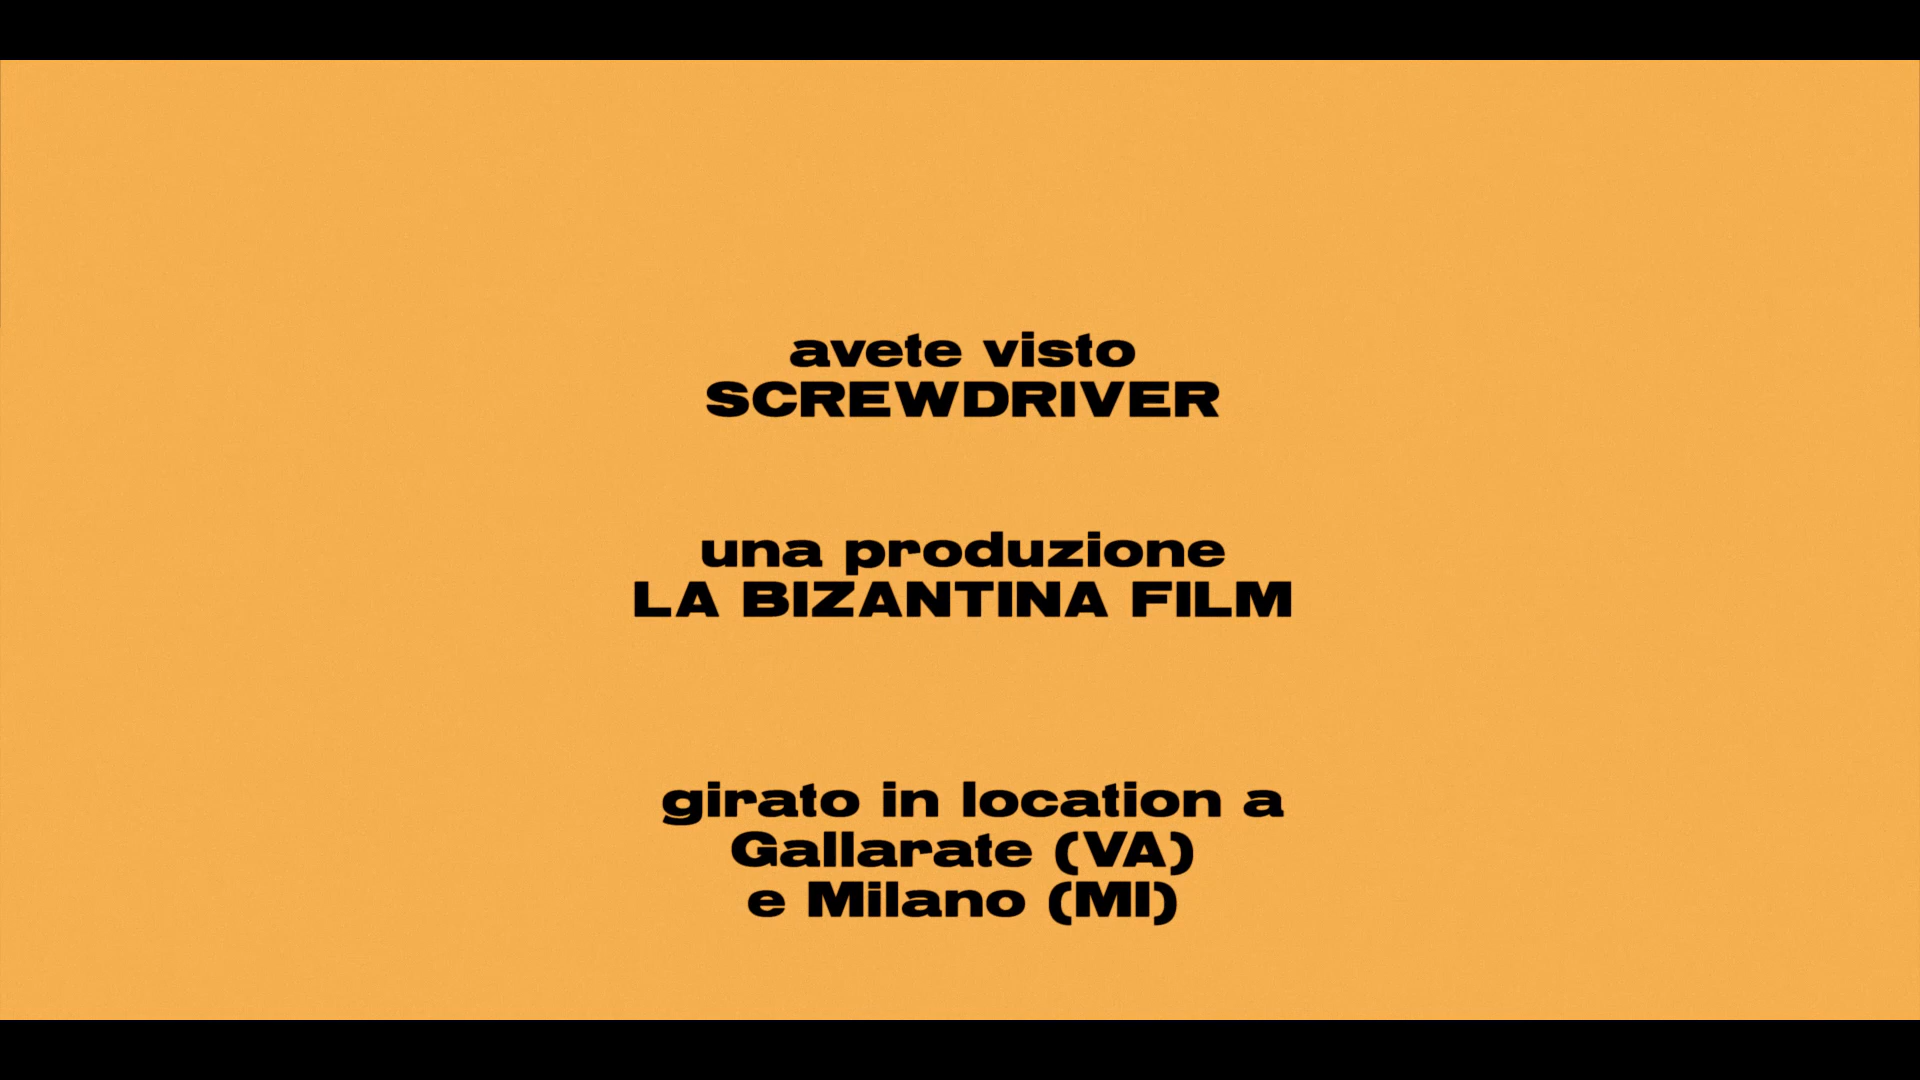 avete visto
SCREWDRIVER
una produzione
LA BIZANTINA FILM
girato in location a
Gallarate (VA)
e Milano (MI)